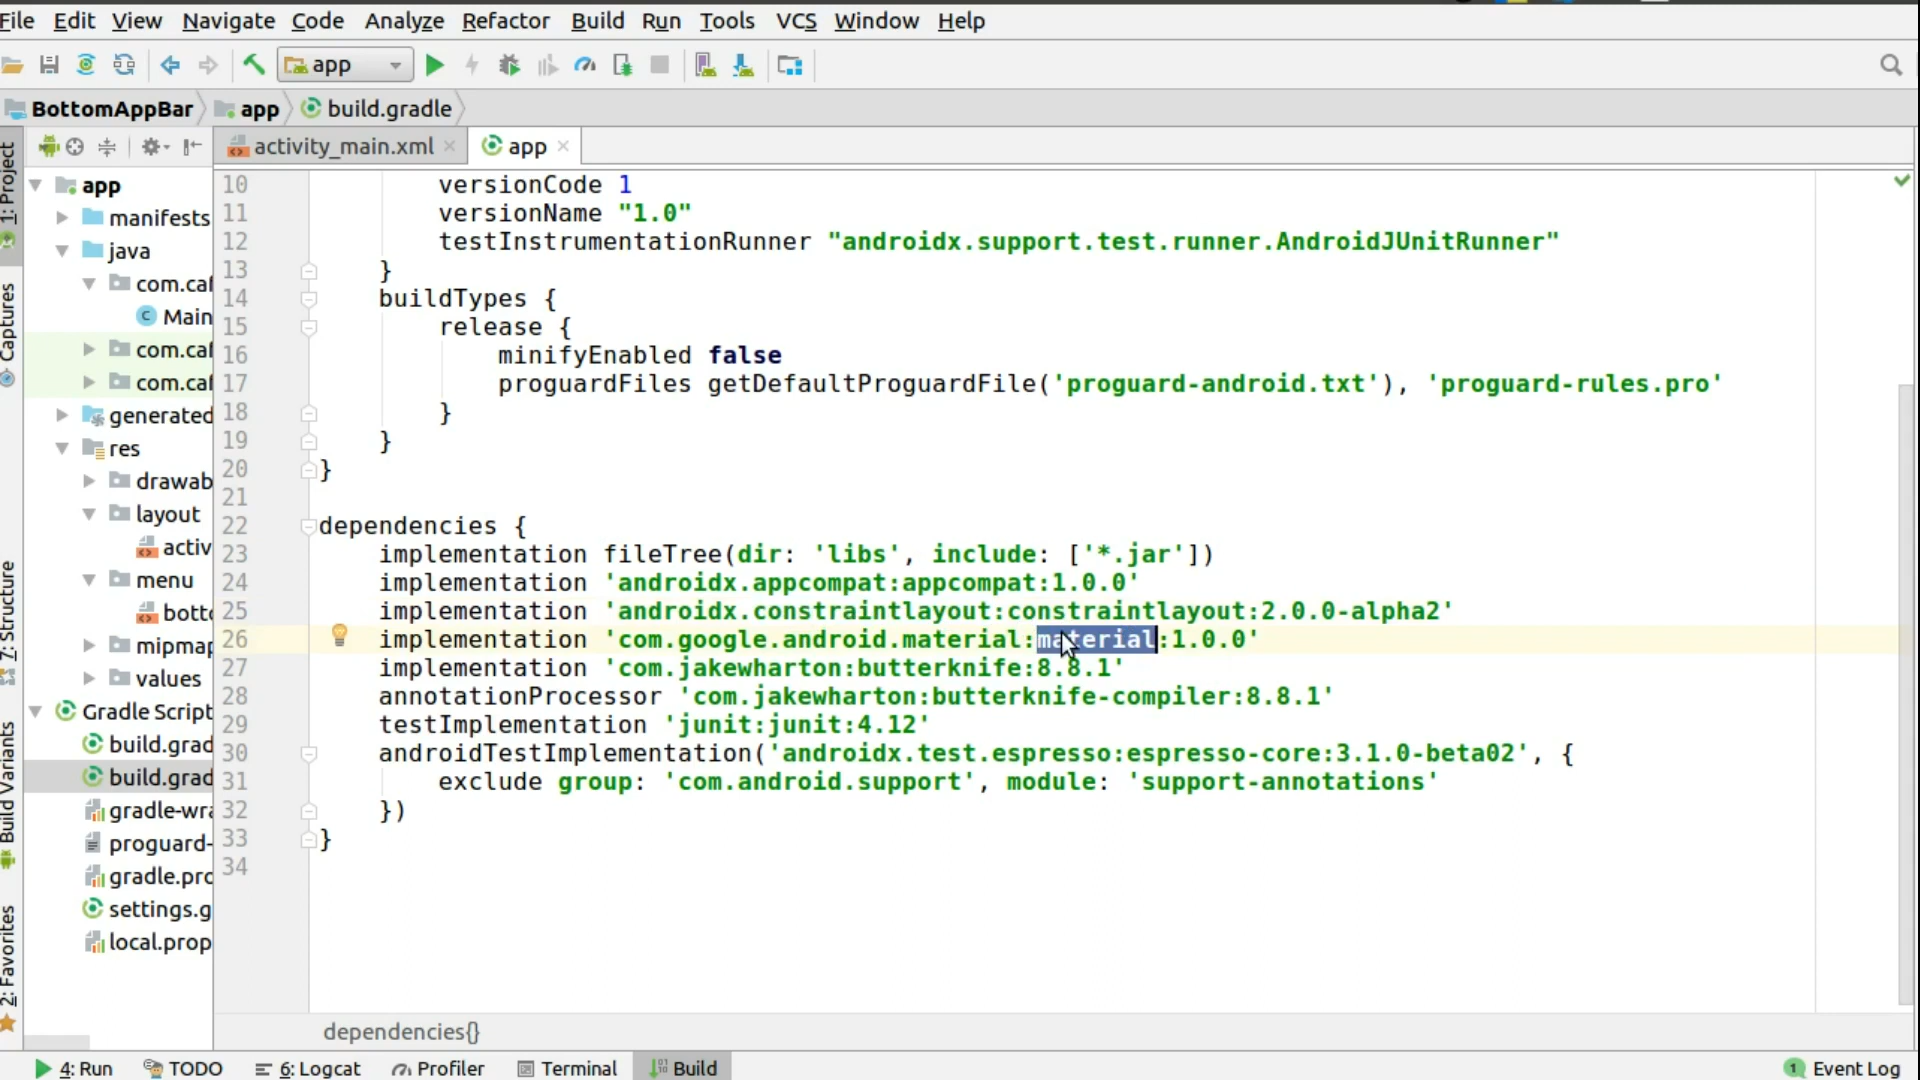 File Edit View Navigate Code Analyze Refactor Build Run Tools VCS Window Help
app
BottomAppBar app build.gradle
activity_main.xml app
1: Project
Captures
7: Structure
Build Variants
2: Favorites
app
manifests
java
com.caf
Main
com.caf
com.caf
generated
res
drawab
layout
activ
menu
botto
mipmap
values
Gradle Script
build.grad
build.grad
gradle-wra
proguard-
gradle.pro
settings.g
local.prop
10 versionCode 1
11 versionName "1.0"
12 testInstrumentationRunner "androidx.support.test.runner.AndroidJUnitRunner"
13 }
14 buildTypes {
15 release {
16 minifyEnabled false
17 proguardFiles getDefaultProguardFile('proguard-android.txt'), 'proguard-rules.pro'
18 }
19 }
20 }
21
22 dependencies {
23 implementation fileTree(dir: 'libs', include: ['*.jar'])
24 implementation 'androidx.appcompat:appcompat:1.0.0'
25 implementation 'androidx.constraintlayout:constraintlayout:2.0.0-alpha2'
26 implementation 'com.google.android.material:material:1.0.0'
27 implementation 'com.jakewharton:butterknife:8.8.1'
28 annotationProcessor 'com.jakewharton:butterknife-compiler:8.8.1'
29 testImplementation 'junit:junit:4.12'
30 androidTestImplementation('androidx.test.espresso:espresso-core:3.1.0-beta02', {
31 exclude group: 'com.android.support', module: 'support-annotations'
32 })
33 }
34
dependencies{}
4: Run TODO 6: Logcat Profiler Terminal Build 1 Event Log